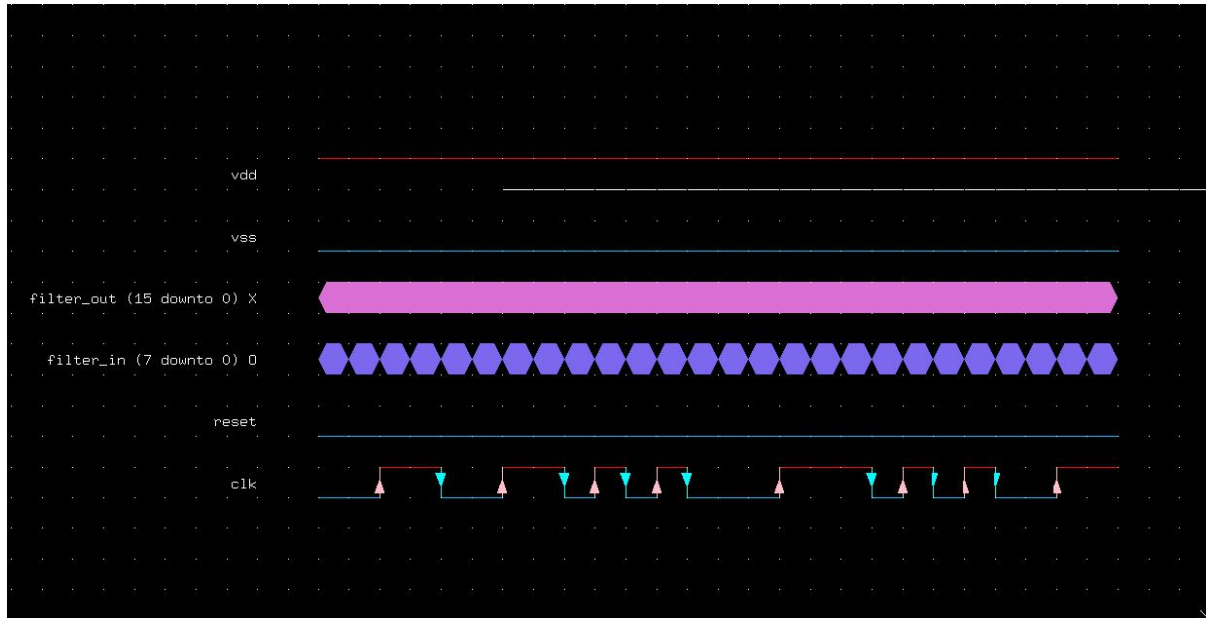 vdd
vss
filter_out (15 downto 0) X
filter_in (7 downto 0) 0
reset
clk